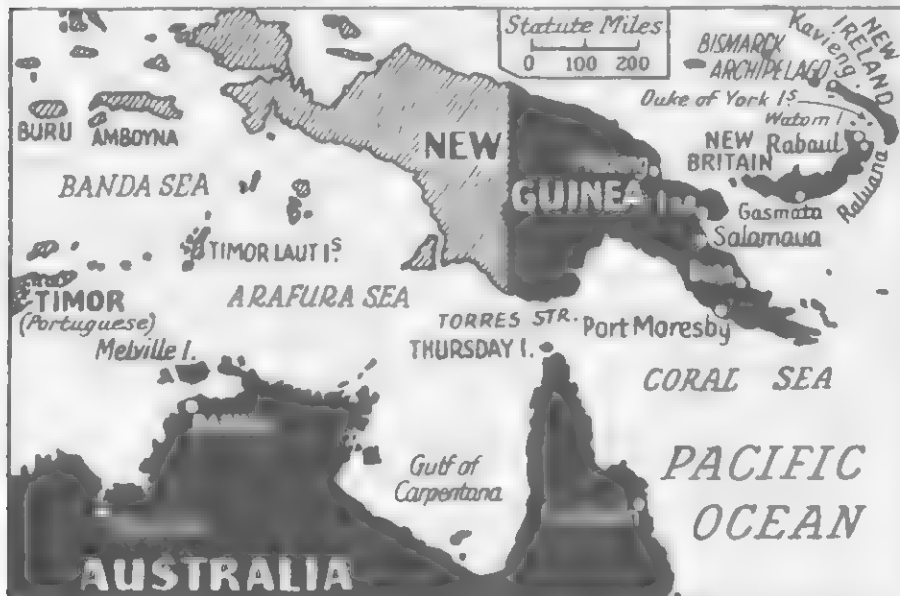 Statute Miles
0 100 200
Kavieng
NEW
IRELAND
BISMARCK
ARCHIPELAGO
Duke of York Is
Watom I
Rabaul
Raluana
NEW
BRITAIN
Gasmata
Salamaua
BURU
AMBOYNA
NEW
GUINEA
BANDA SEA
TIMOR LAUT Is.
TIMOR
(Portuguese)
ARAFURA SEA
Melville I.
TORRES STR.
THURSDAY I.
Port Moresby
CORAL SEA
Gulf of
Carpentaria
PACIFIC
OCEAN
AUSTRALIA